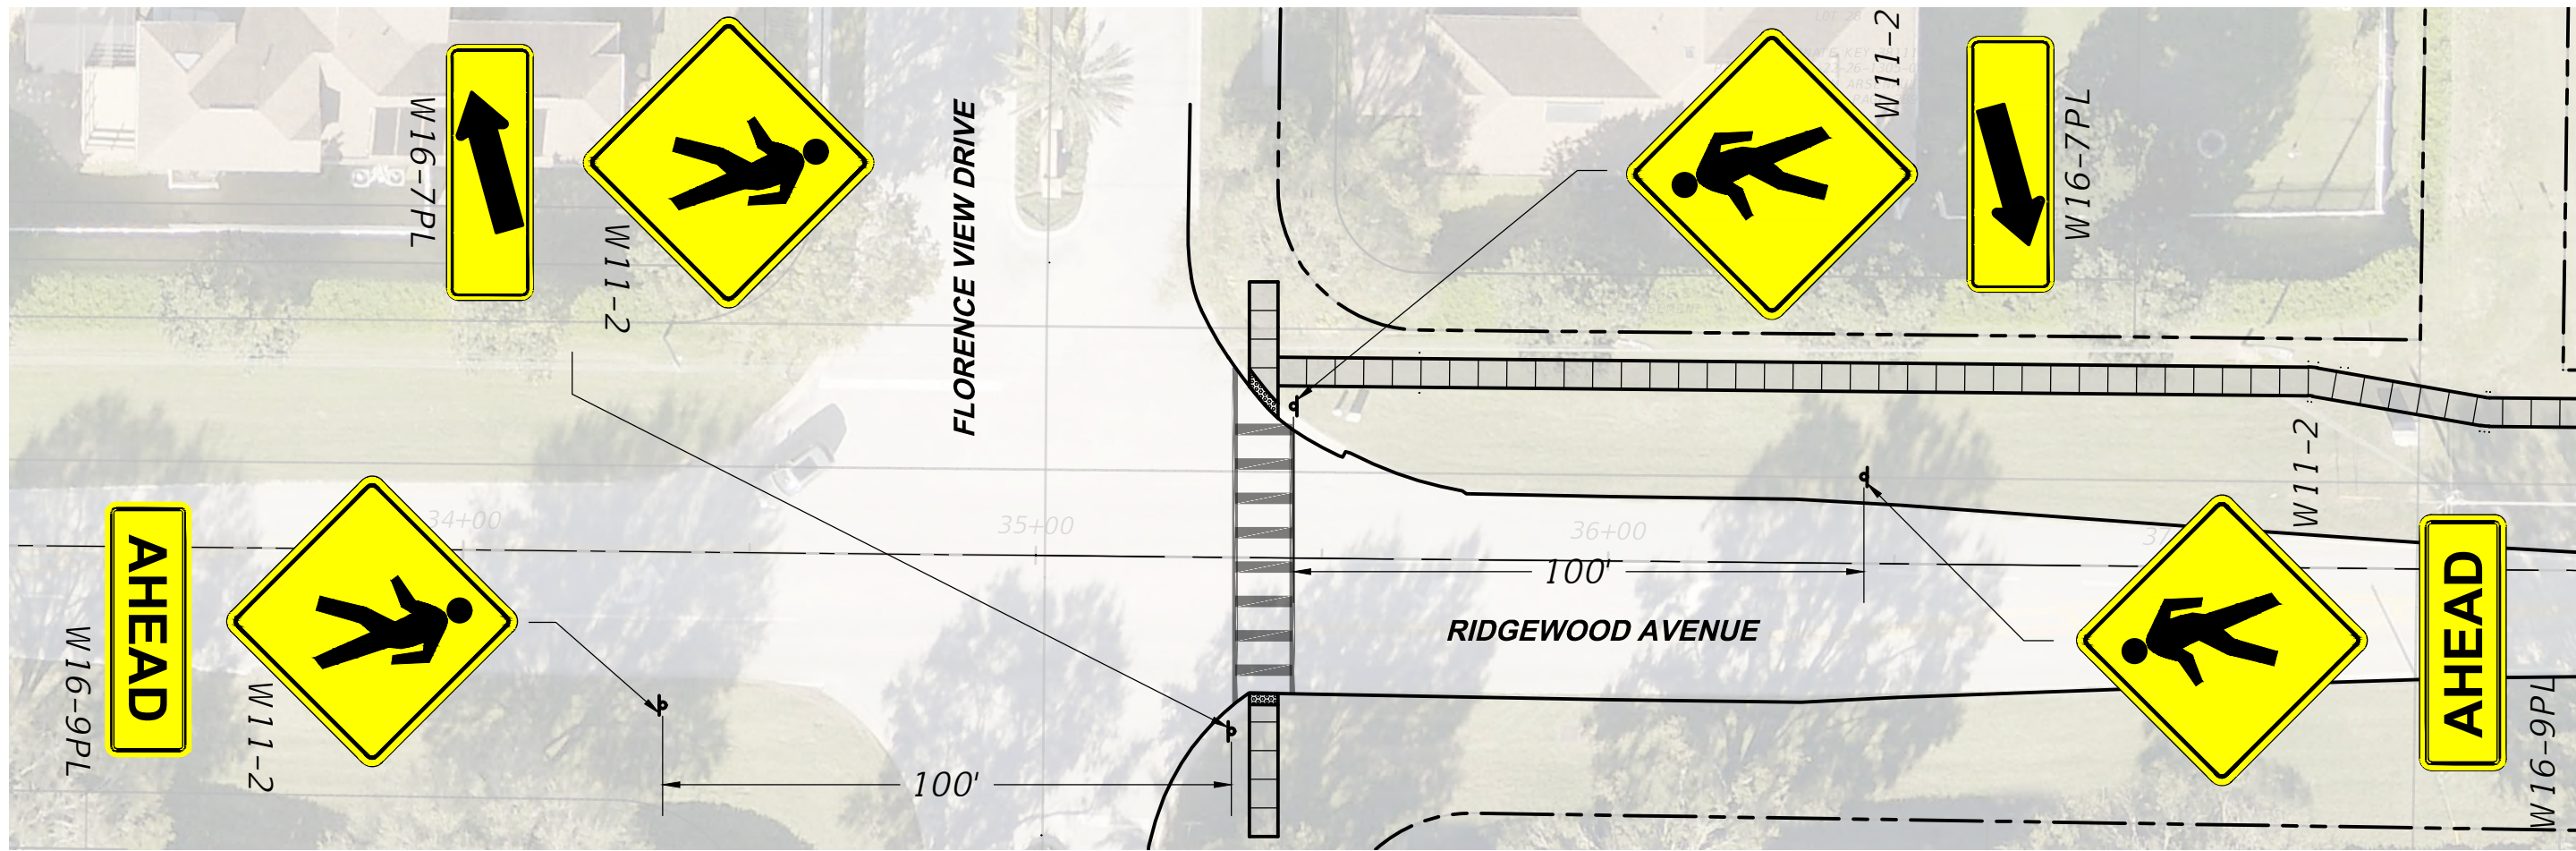 W11-2
W16-7PL
W16-7PL
W11-2
FLORENCE VIEW DRIVE
34+00
35+00
36+00
37
100'
RIDGEWOOD AVENUE
W11-2
AHEAD
W16-9PL
AHEAD
W11-2
W16-9PL
100'